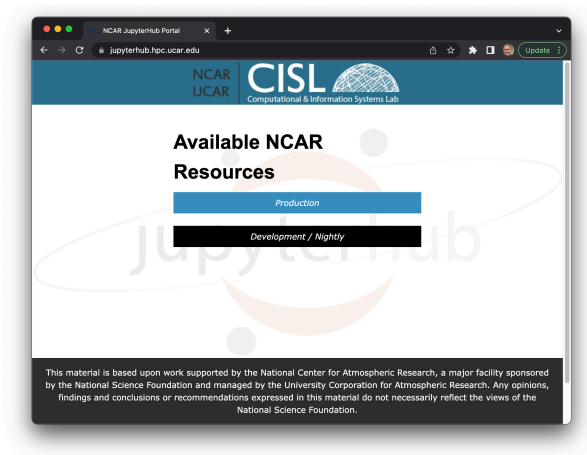 NCAR JupyterHub Portal
jupyterhub.hpc.ucar.edu
Update
NCAR
UCAR
CISL
Computational & Information Systems Lab
Available NCAR
Resources
Production
Development / Nightly
jupyterhub
This material is based upon work supported by the National Center for Atmospheric Research, a major facility sponsored
by the National Science Foundation and managed by the University Corporation for Atmospheric Research. Any opinions,
findings and conclusions or recommendations expressed in this material do not necessarily reflect the views of the
National Science Foundation.